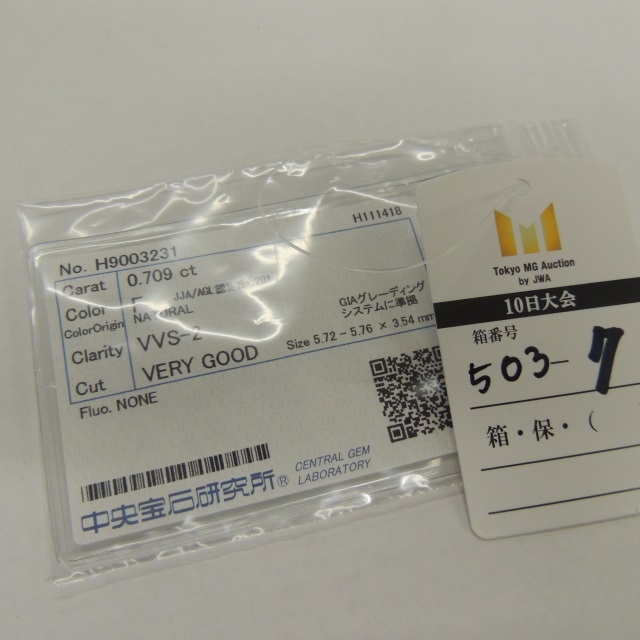 No. H9003231
H111418
Carat 0.709 ct
Color
ColorOrigin NATURAL
GIAグレーディング
システムに準拠
Clarity VVS-2
Cut VERY GOOD
Size 5.72 - 5.76 × 3.54 mm
Fluo. NONE
中央宝石研究所® CENTRAL GEM
LABORATORY
Tokyo MG Auction
by JWA
10日大会
箱番号
503-7
箱・保・(